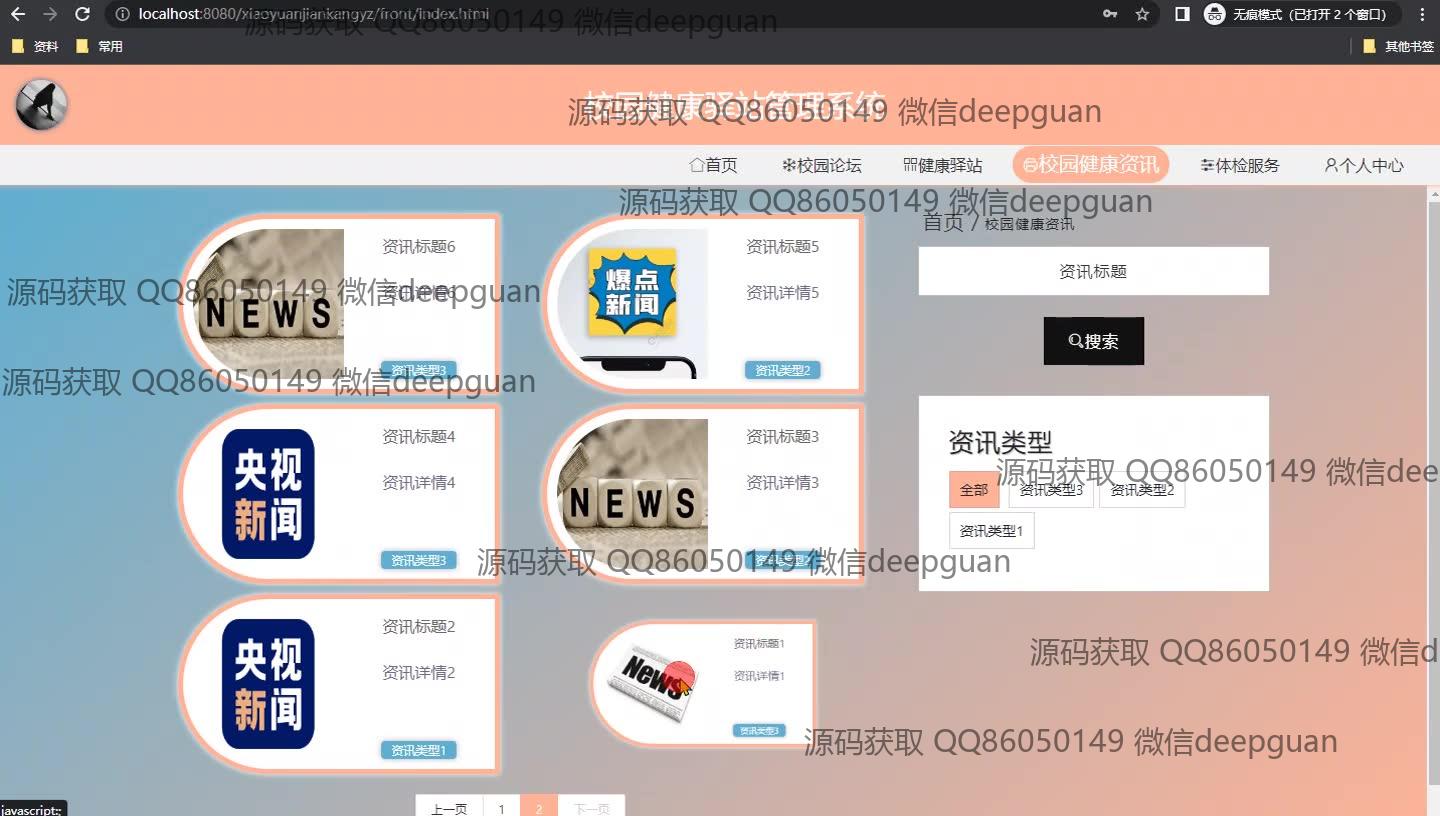 localhost:8080/xiaoyuanjiankangyz/front/index.html
无痕模式（已打开 2 个窗口）
资料
常用
其他书签
源码获取 QQ86050149 微信deepguan
校园健康驿站管理系统
源码获取 QQ86050149 微信deepguan
首页
校园论坛
健康驿站
校园健康资讯
体检服务
个人中心
源码获取 QQ86050149 微信deepguan
首页 / 校园健康资讯
资讯标题6
资讯详情6
资讯类型3
NEWS
资讯标题5
资讯详情5
资讯类型2
爆点
新闻
资讯标题
搜索
源码获取 QQ86050149 微信deepguan
源码获取 QQ86050149 微信deepguan
资讯标题4
资讯详情4
资讯类型3
央视
新闻
资讯标题3
资讯详情3
资讯类型2
NEWS
资讯类型
全部
资讯类型3
资讯类型2
资讯类型1
源码获取 QQ86050149 微信dee
源码获取 QQ86050149 微信deepguan
资讯标题2
资讯详情2
资讯类型1
央视
新闻
资讯标题1
资讯详情1
资讯类型3
News
源码获取 QQ86050149 微信d
源码获取 QQ86050149 微信deepguan
上一页
1
2
下一页
javascript:;